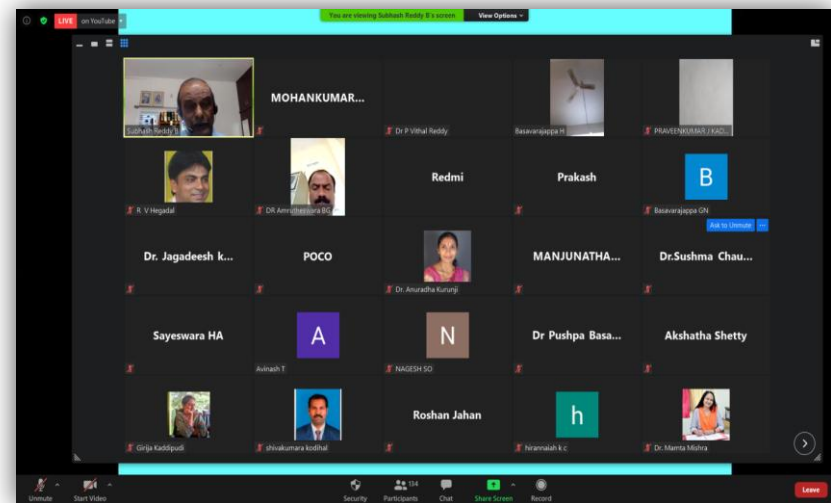 LIVE on YouTube
You are viewing Subhash Reddy B's screen View Options
Subhash Reddy B
MOHANKUMAR...
Dr P Vithal Reddy
Basavarajappa H
PRAVEENKUMAR J KAD...
R V Hegadal
DR Amrutheswara BG
Redmi
Prakash
B
Basavarajappa GN
Dr. Jagadeesh k...
POCO
Dr. Anuradha Kurunji
MANJUNATHA...
Ask to Unmute ...
Dr.Sushma Chau...
Sayeswara HA
A
Avinash T
N
NAGESH SO
Dr Pushpa Basa...
Akshatha Shetty
Girija Kaddipudi
shivakumara kodihal
Roshan Jahan
h
hirannaiah k c
Dr. Mamta Mishra
Unmute Start Video Security Participants 134 Chat Share Screen Record Leave